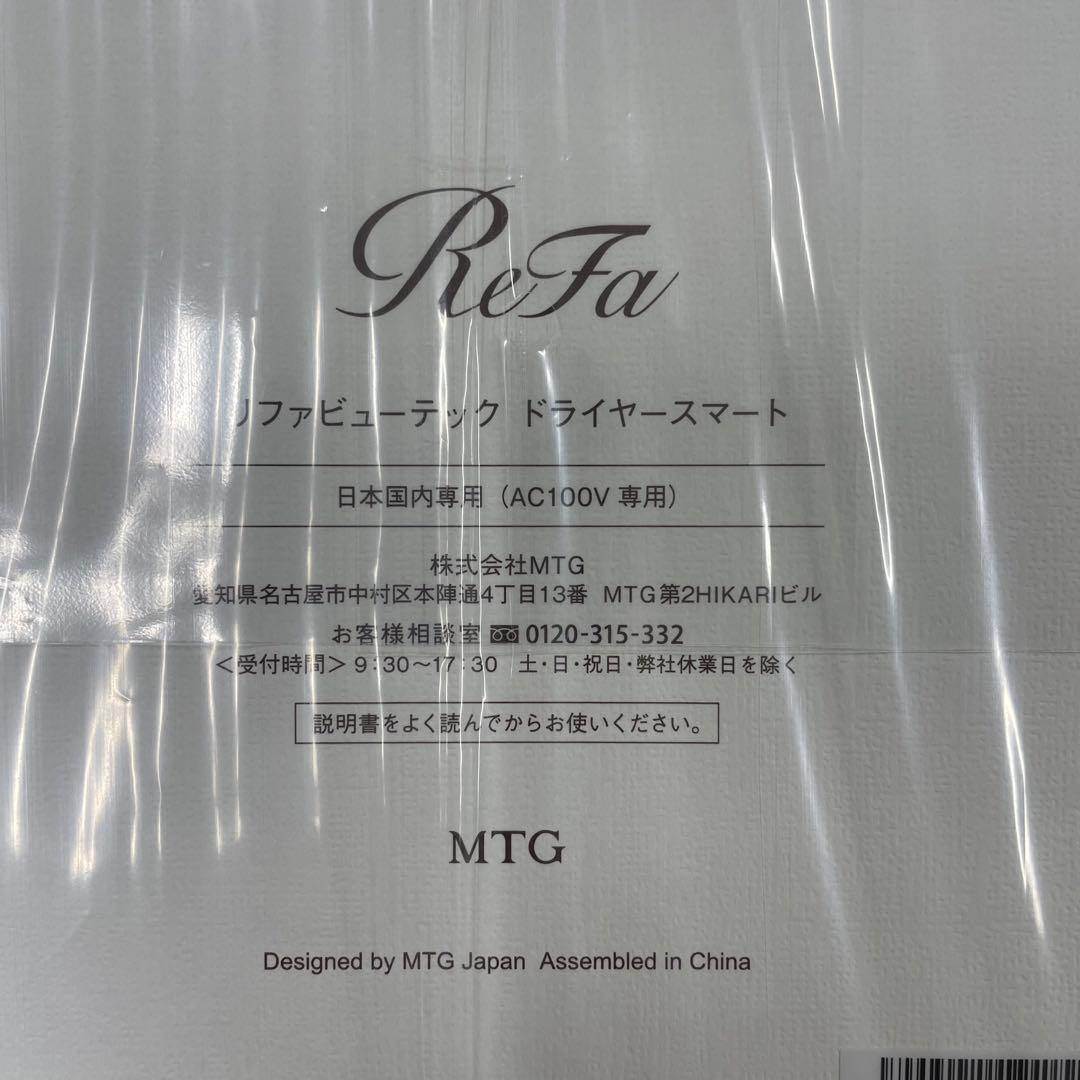 ReFa
リファビューテック ドライヤースマート
日本国内専用（AC100V 専用）
株式会社MTG
愛知県名古屋市中村区本陣通4丁目13番 MTG第2HIKARIビル
お客様相談室 0120-315-332
＜受付時間＞9:30〜17:30 土・日・祝日・弊社休業日を除く
説明書をよく読んでからお使いください。
MTG
Designed by MTG Japan Assembled in China